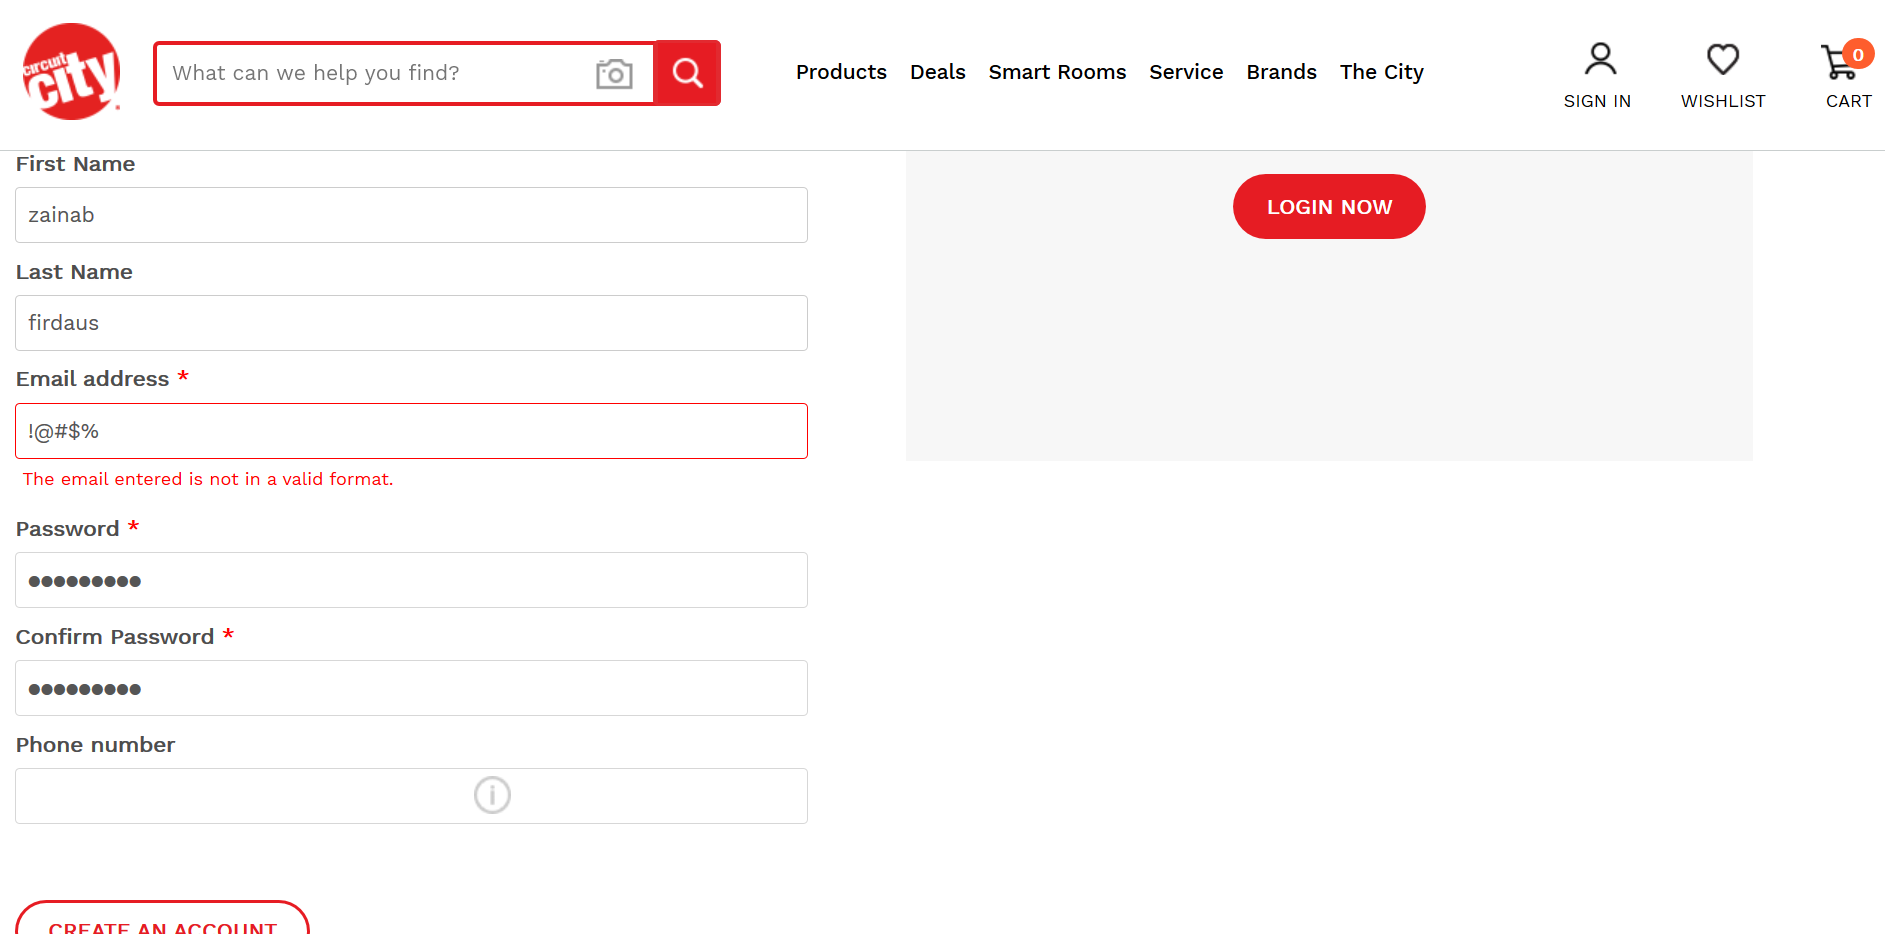 circuit
city
What can we help you find?
Products Deals Smart Rooms Service Brands The City
SIGN IN
WISHLIST
0
CART
First Name
zainab
Last Name
firdaus
Email address *
!@#$%
The email entered is not in a valid format.
Password *
●●●●●●●●●
Confirm Password *
●●●●●●●●●
Phone number
i
CREATE AN ACCOUNT
LOGIN NOW